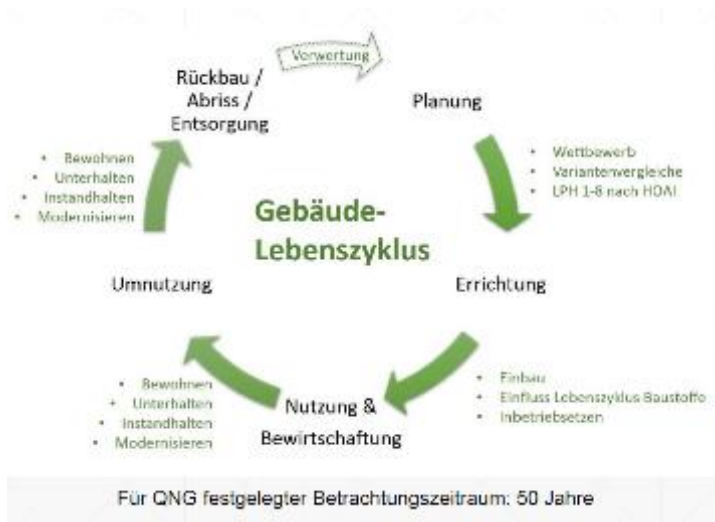 Verwertung
Rückbau /
Abriss /
Entsorgung
Planung
• Wettbewerb
• Variantenvergleiche
• LPH 1-8 nach HOAI
• Bewohnen
• Unterhalten
• Instandhalten
• Modernisieren
Gebäude-
Lebenszyklus
Umnutzung
Errichtung
• Einbau
• Einfluss Lebenszyklus Baustoffe
• Inbetriebsetzen
• Bewohnen
• Unterhalten
• Instandhalten
• Modernisieren
Nutzung &
Bewirtschaftung
Für QNG festgelegter Betrachtungszeitraum: 50 Jahre